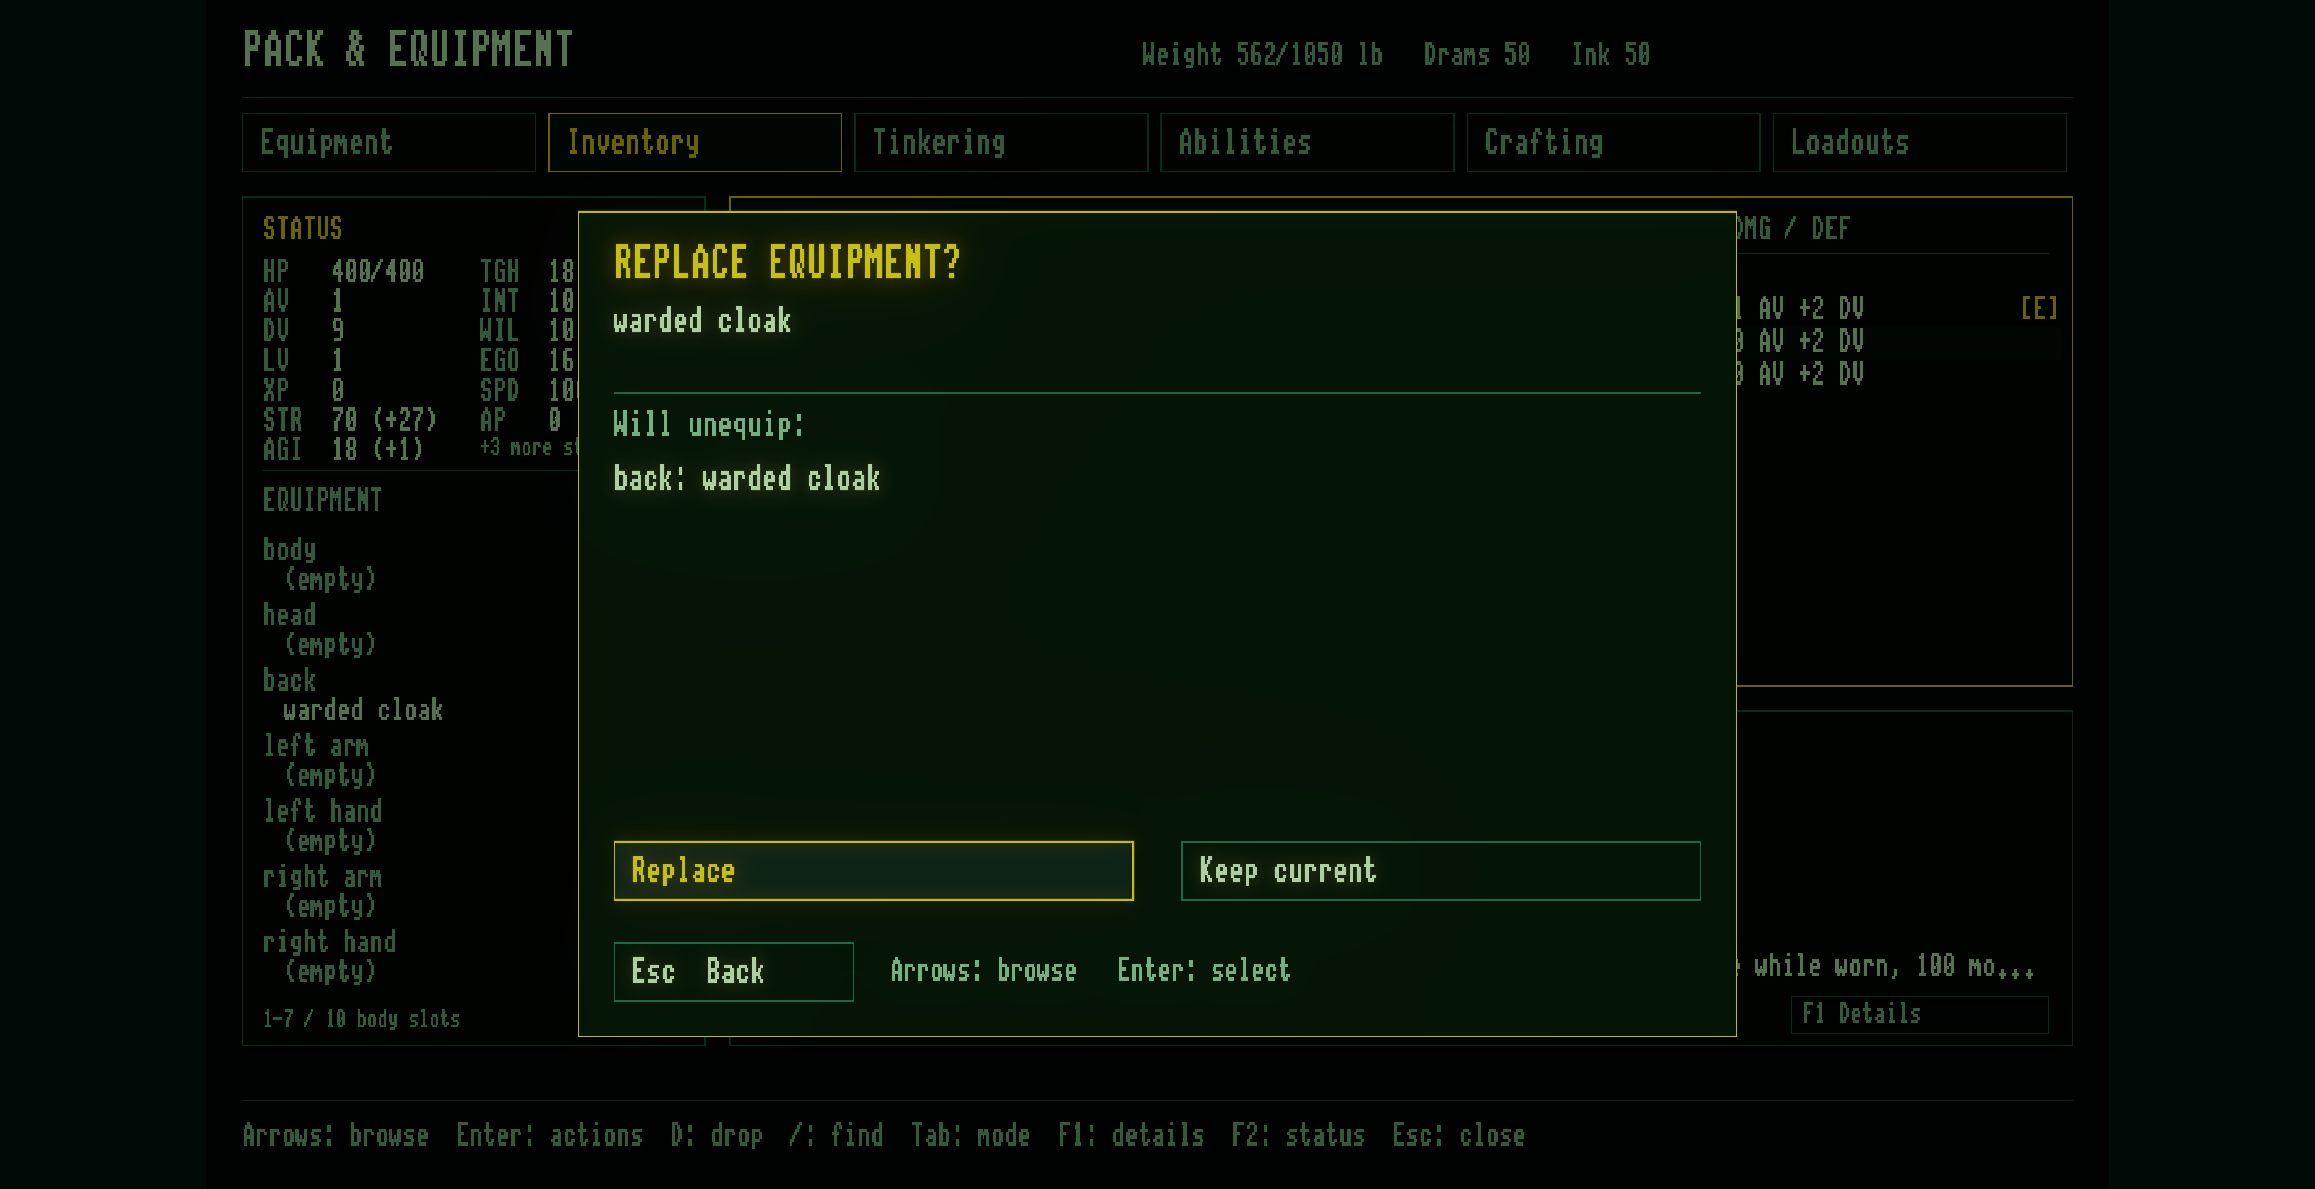 PACK & EQUIPMENT
Weight 562/1050 lb Drams 50 Ink 50
Equipment Inventory Tinkering Abilities Crafting Loadouts
STATUS
HP 400/400 TGH 18
AV 1 INT 10
DV 9 WIL 10
LV 1 EGO 16
XP 0 SPD 100
STR 70 (+27) AP 0
AGI 18 (+1) +3 more
EQUIPMENT
body
(empty)
head
(empty)
back
warded cloak
left arm
(empty)
left hand
(empty)
right arm
(empty)
right hand
(empty)
1-7 / 10 body slots
REPLACE EQUIPMENT?
warded cloak
Will unequip:
back: warded cloak
Replace Keep current
Esc Back Arrows: browse Enter: select
DMG / DEF
AV +2 DV [E]
AV +2 DV
AV +2 DV
while worn, 100 mo...
F1 Details
Arrows: browse Enter: actions D: drop /: find Tab: mode F1: details F2: status Esc: close